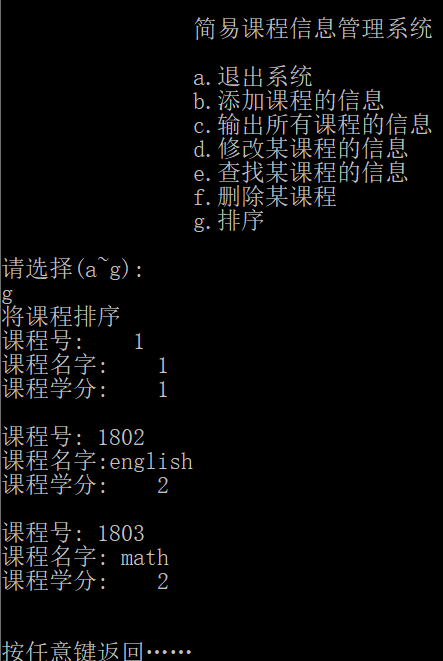 简易课程信息管理系统
a.退出系统
b.添加课程的信息
c.输出所有课程的信息
d.修改某课程的信息
e.查找某课程的信息
f.删除某课程
g.排序
请选择(a~g):
g
将课程排序
课程号:    1
课程名字:    1
课程学分:    1
课程号: 1802
课程名字:english
课程学分:    2
课程号: 1803
课程名字: math
课程学分:    2
按任意键返回……